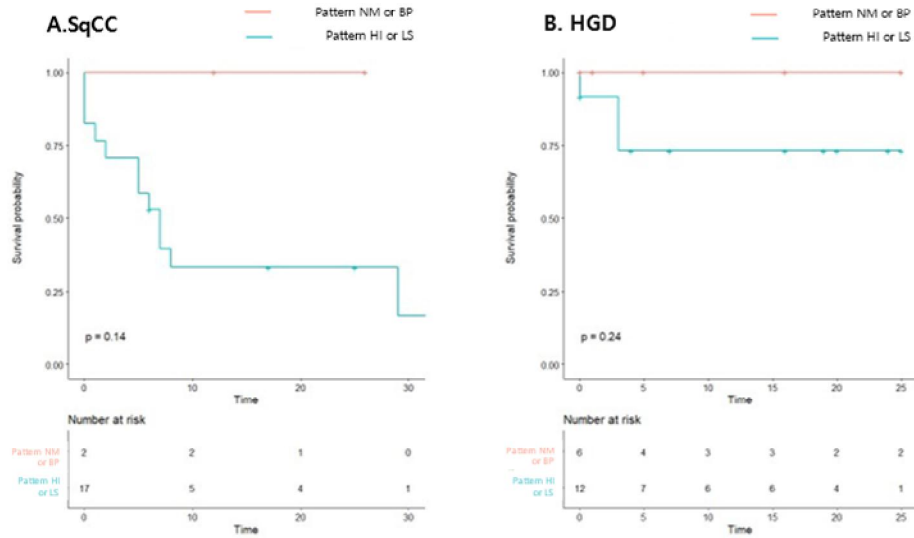 A.SqCC
Pattern NM or BP
Pattern HI or LS
Survival probability
1.00
0.75
0.50
0.25
0.00
p = 0.14
0 10 20 30
Time
Number at risk
Pattern NM
or BP
2 2 1 0
Pattern HI
or LS
17 5 4 1
0 10 20 30
Time
B. HGD
Pattern NM or BP
Pattern HI or LS
Survival probability
1.00
0.75
0.50
0.25
0.00
p = 0.24
0 5 10 15 20 25
Time
Number at risk
Pattern NM
or BP
6 4 3 3 2 2
Pattern HI
or LS
12 7 6 6 4 1
0 5 10 15 20 25
Time